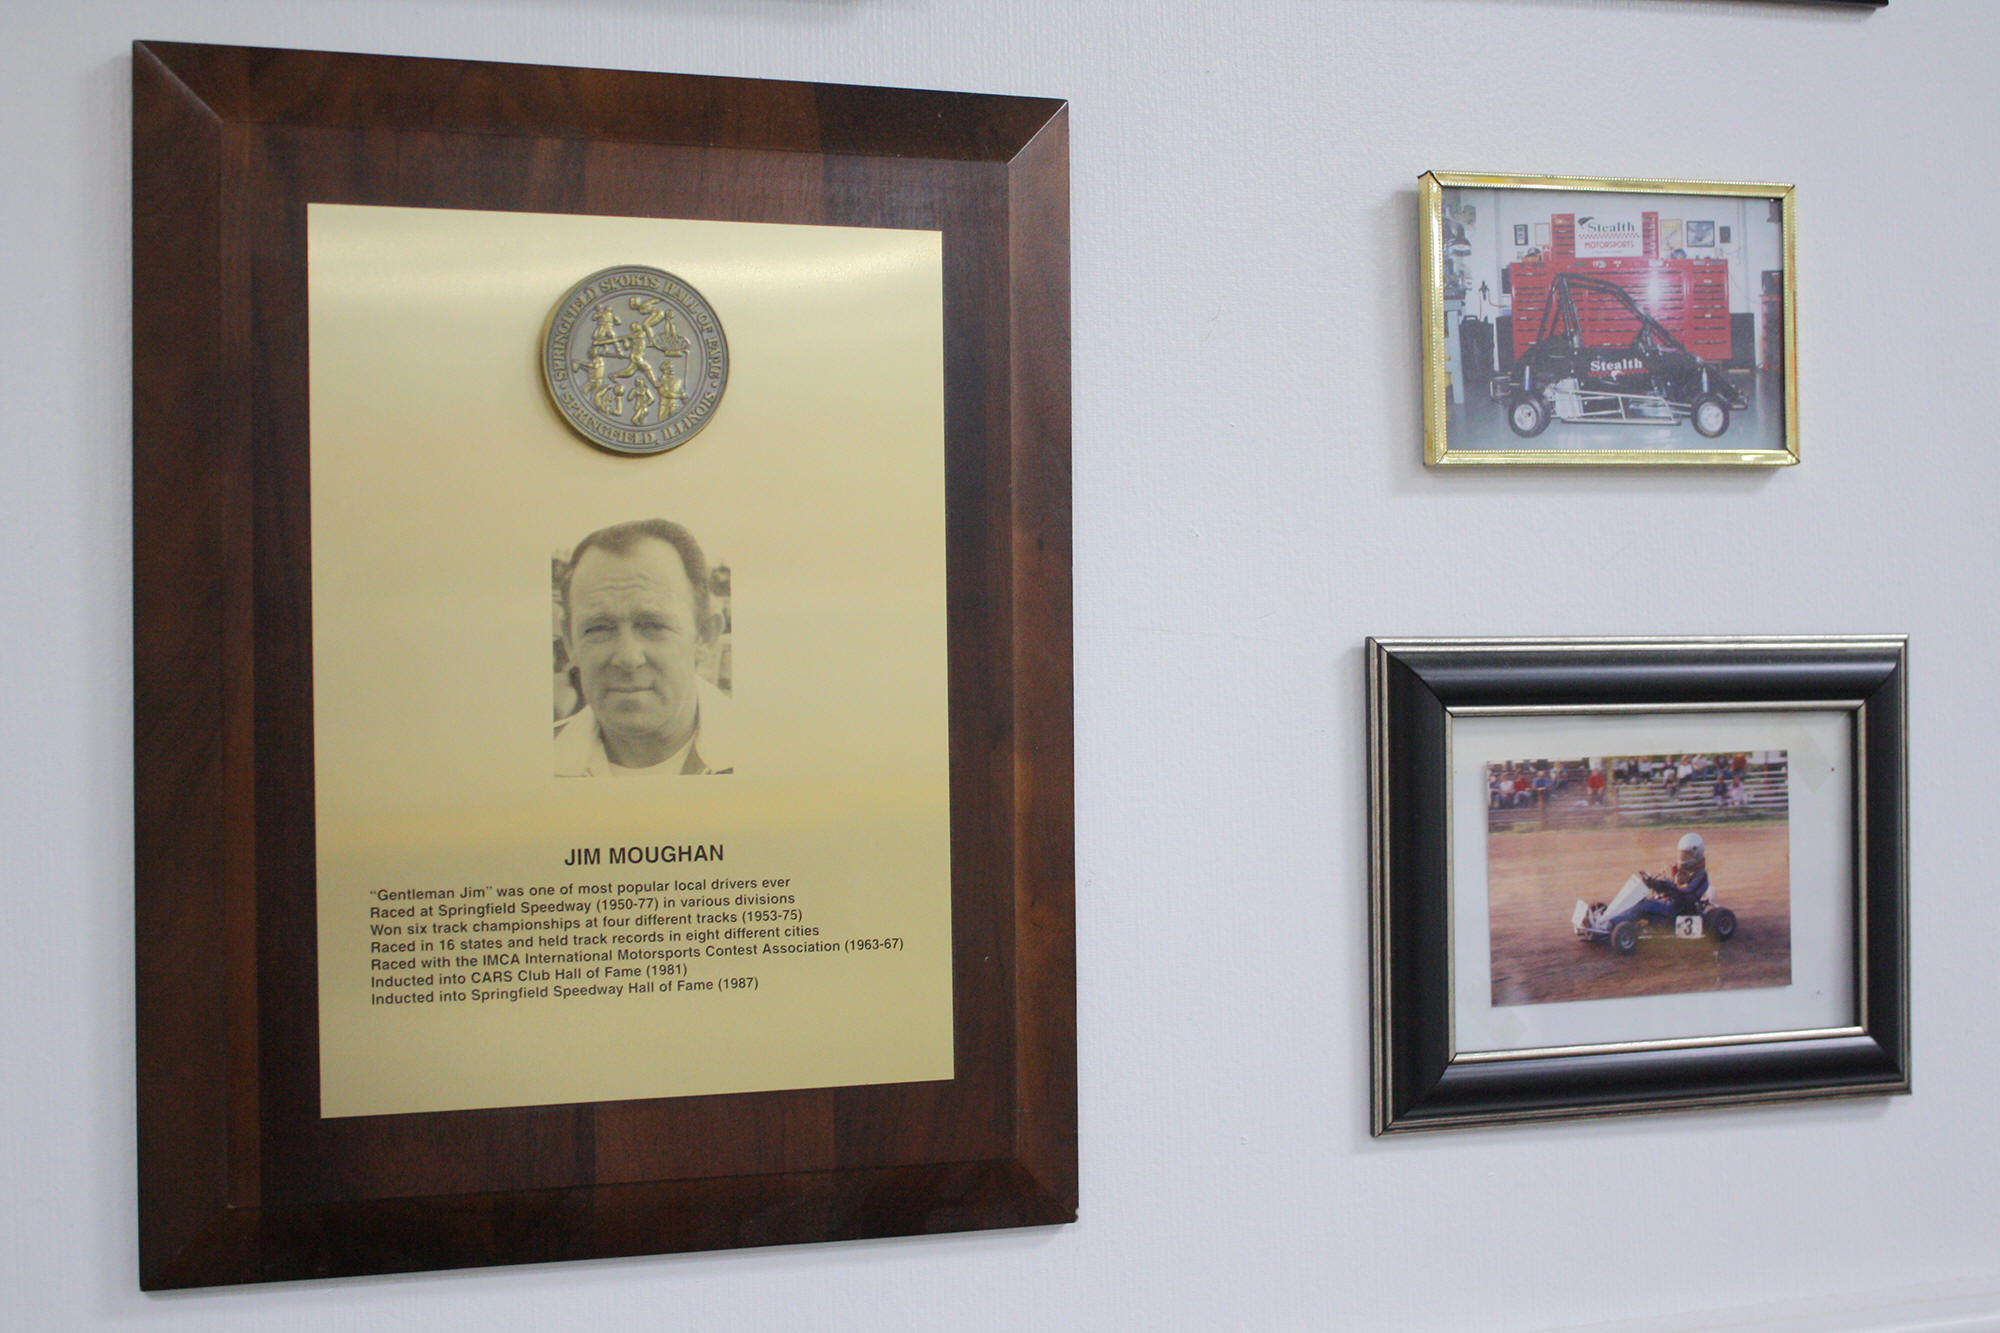 SPRINGFIELD SPORTS HALL OF FAME
SPRINGFIELD, ILLINOIS
JIM MOUGHAN
“Gentleman Jim” was one of most popular local drivers ever
Raced at Springfield Speedway (1950-77) in various divisions
Won six track championships at four different tracks (1953-75)
Raced in 16 states and held track records in eight different cities
Raced with the IMCA International Motorsports Contest Association (1963-67)
Inducted into CARS Club Hall of Fame (1981)
Inducted into Springfield Speedway Hall of Fame (1987)
Stealth
MOTORSPORTS
Stealth
3